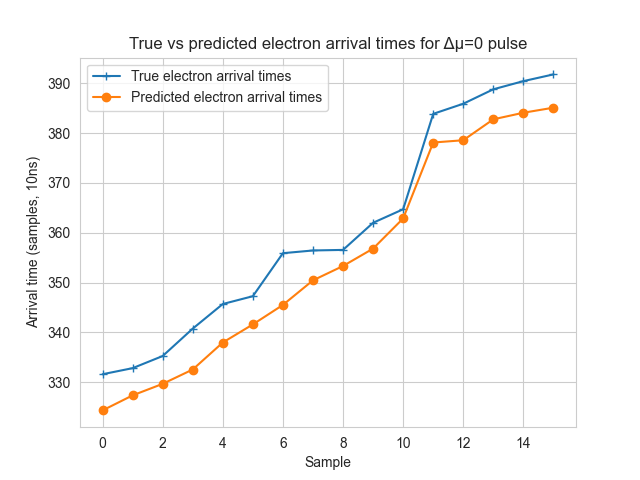 True vs predicted electron arrival times for Δμ=0 pulse
True electron arrival times
Predicted electron arrival times
390
380
370
360
350
340
330
Arrival time (samples, 10ns)
0 2 4 6 8 10 12 14
Sample